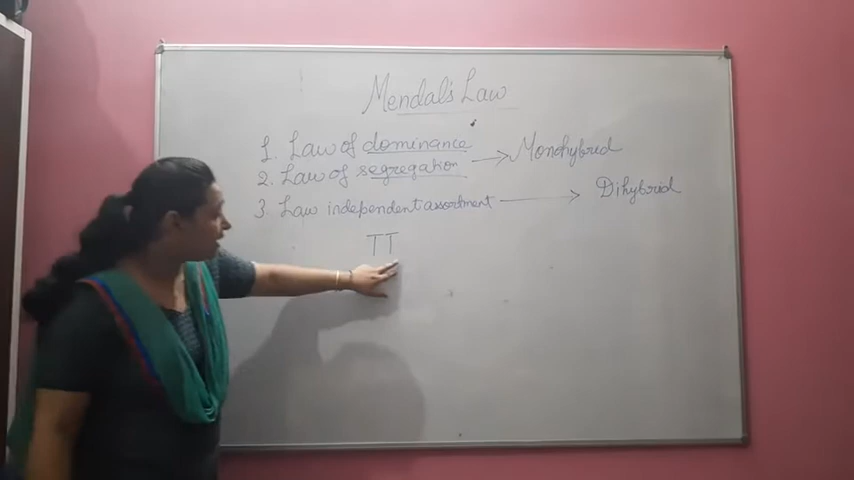 Mendal's Law
1. Law of dominance
2. Law of segregation → Monohybrid
3 Law independent assortment → Dihybrid
TT